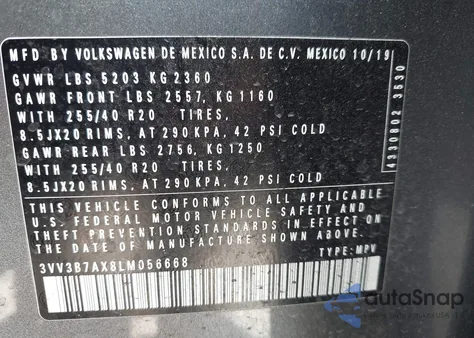 MFD BY VOLKSWAGEN DE MEXICO S.A. DE C.V. MEXICO 10/19
GVWR LBS 5203 KG 2360
GAWR FRONT LBS 2557, KG 1160
WITH 255/40 R20 TIRES,
8.5JX20 RIMS, AT 290 KPA, 42 PSI COLD
GAWR REAR LBS 2756, KG 1250
WITH 255/40 R20 TIRES,
8.5JX20 RIMS, AT 290 KPA, 42 PSI COLD
THIS VEHICLE CONFORMS TO ALL APPLICABLE
U.S. FEDERAL MOTOR VEHICLE SAFETY AND
THEFT PREVENTION STANDARDS IN EFFECT ON
THE DATE OF MANUFACTURE SHOWN ABOVE.
3VV3B7AX8LM056668 TYPE: MPV
4330802 3530
autoSnap